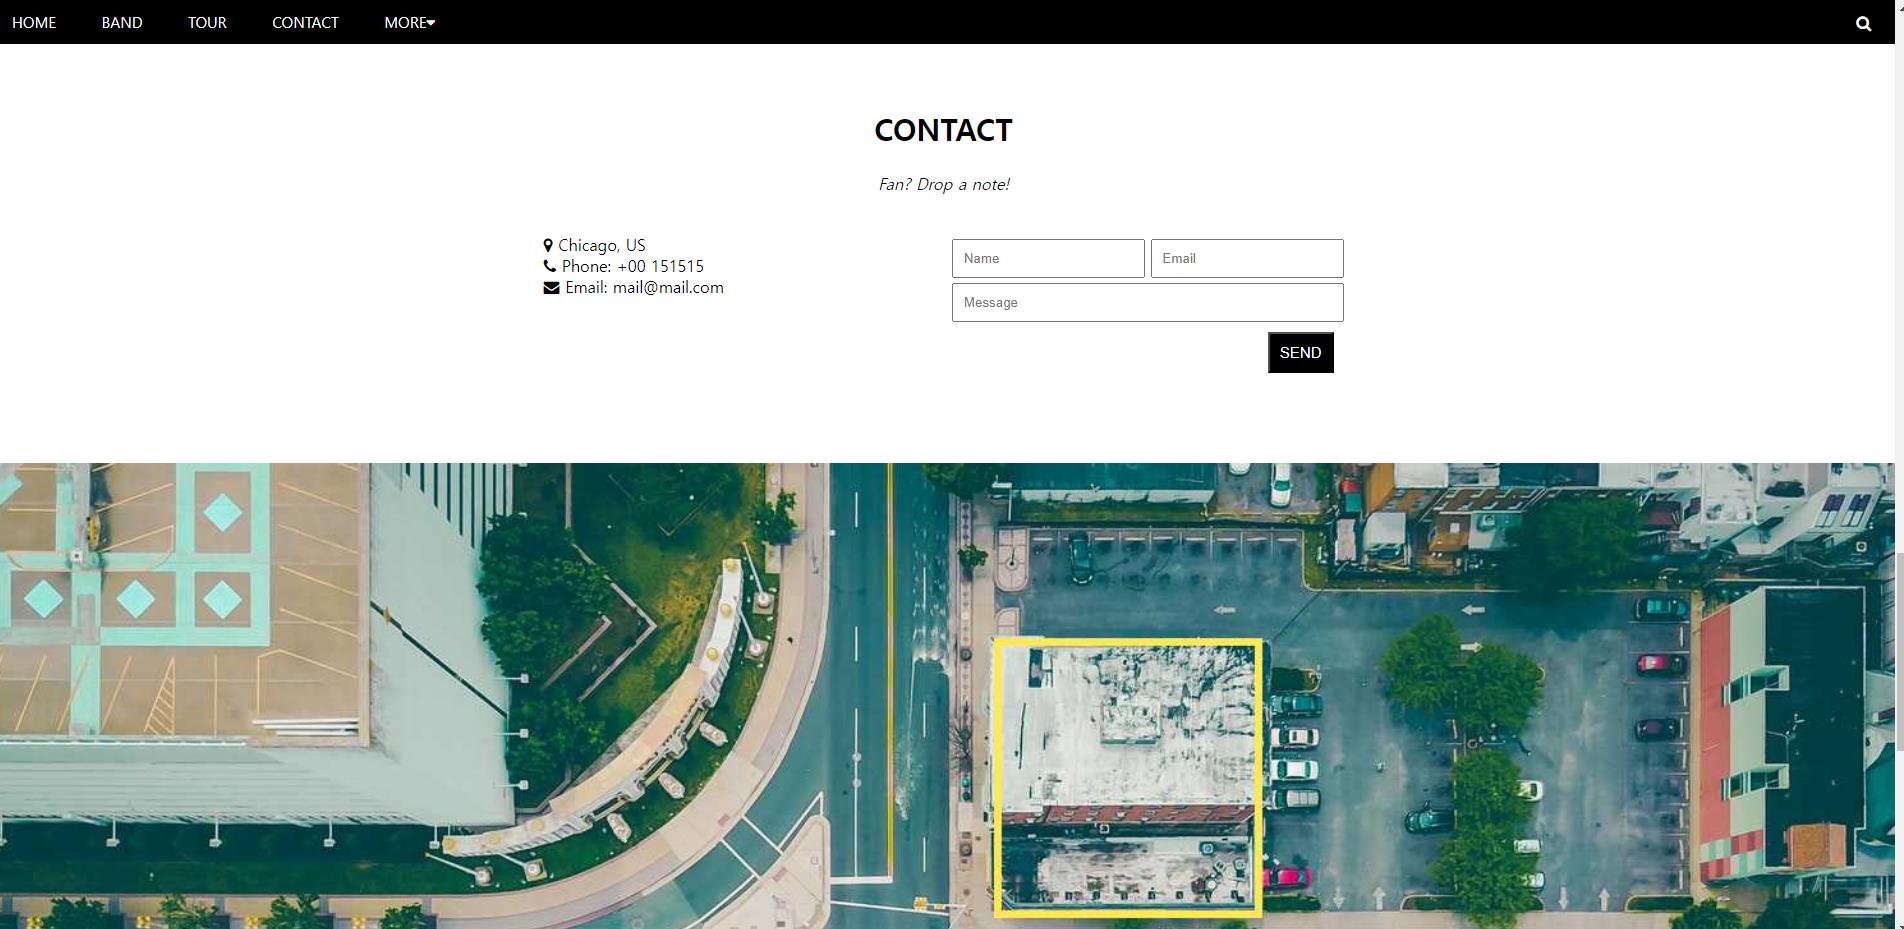 HOME BAND TOUR CONTACT MORE
CONTACT
Fan? Drop a note!
Chicago, US
Phone: +00 151515
Email: mail@mail.com
Name Email
Message
SEND